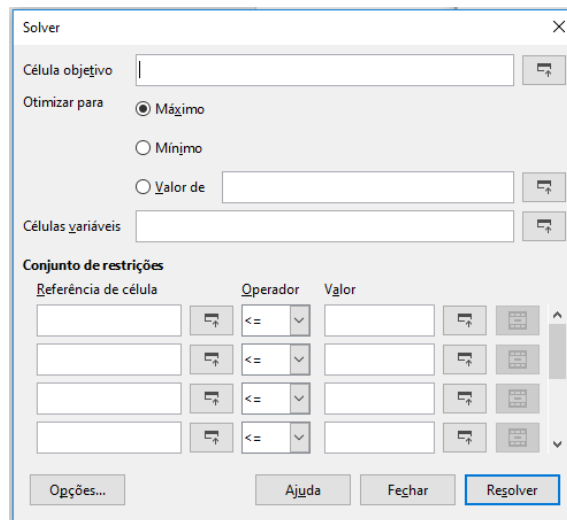 Solver
Célula objetivo
Otimizar para
Máximo
Mínimo
Valor de
Células variáveis
Conjunto de restrições
Referência de célula Operador Valor
<=
<=
<=
<=
Opções... Ajuda Fechar Resolver